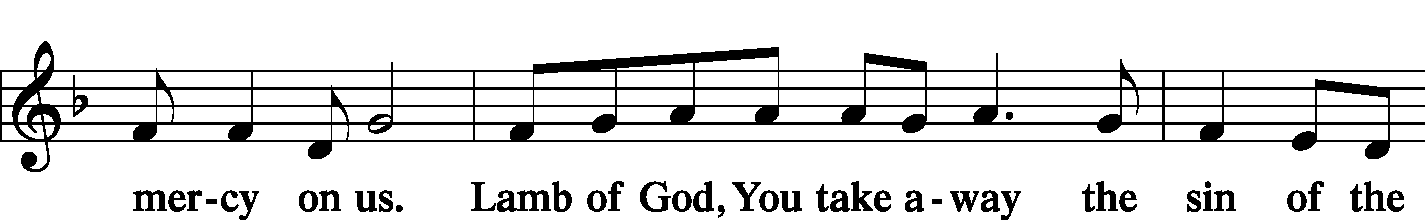 mer-cy on us. Lamb of God, You take a-way the sin of the